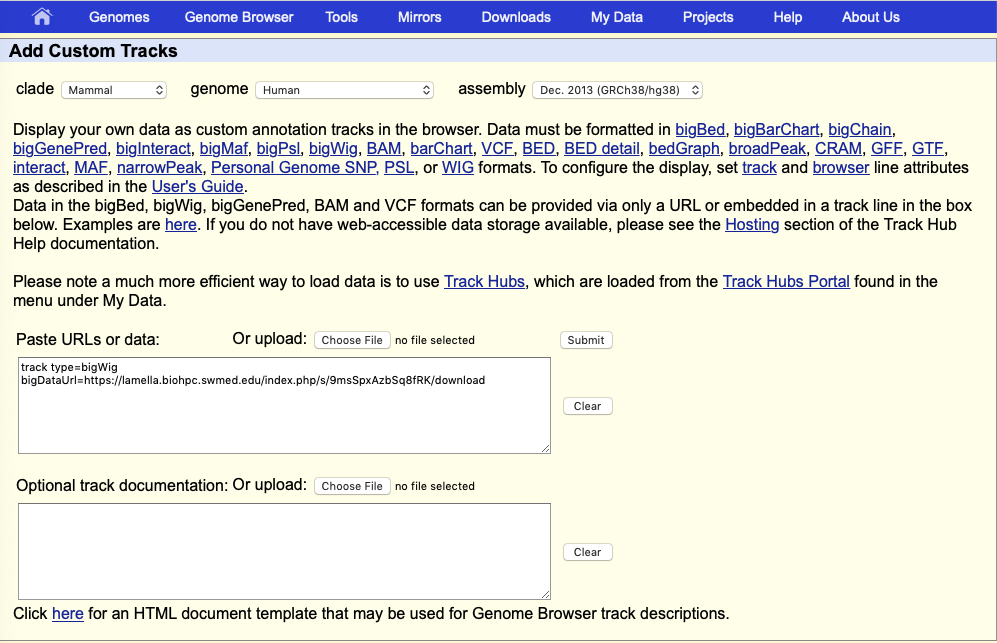 Genomes Genome Browser Tools Mirrors Downloads My Data Projects Help About Us
Add Custom Tracks
clade Mammal genome Human assembly Dec. 2013 (GRCh38/hg38)
Display your own data as custom annotation tracks in the browser. Data must be formatted in bigBed, bigBarChart, bigChain,
bigGenePred, bigInteract, bigMaf, bigPsl, bigWig, BAM, barChart, VCF, BED, BED detail, bedGraph, broadPeak, CRAM, GFF, GTF,
interact, MAF, narrowPeak, Personal Genome SNP, PSL, or WIG formats. To configure the display, set track and browser line attributes
as described in the User's Guide.
Data in the bigBed, bigWig, bigGenePred, BAM and VCF formats can be provided via only a URL or embedded in a track line in the box
below. Examples are here. If you do not have web-accessible data storage available, please see the Hosting section of the Track Hub
Help documentation.
Please note a much more efficient way to load data is to use Track Hubs, which are loaded from the Track Hubs Portal found in the
menu under My Data.
Paste URLs or data: Or upload: Choose File no file selected Submit
track type=bigWig
bigDataUrl=https://lamella.biohpc.swmed.edu/index.php/s/9msSpxAzbSq8fRK/download
Clear
Optional track documentation: Or upload: Choose File no file selected
Clear
Click here for an HTML document template that may be used for Genome Browser track descriptions.